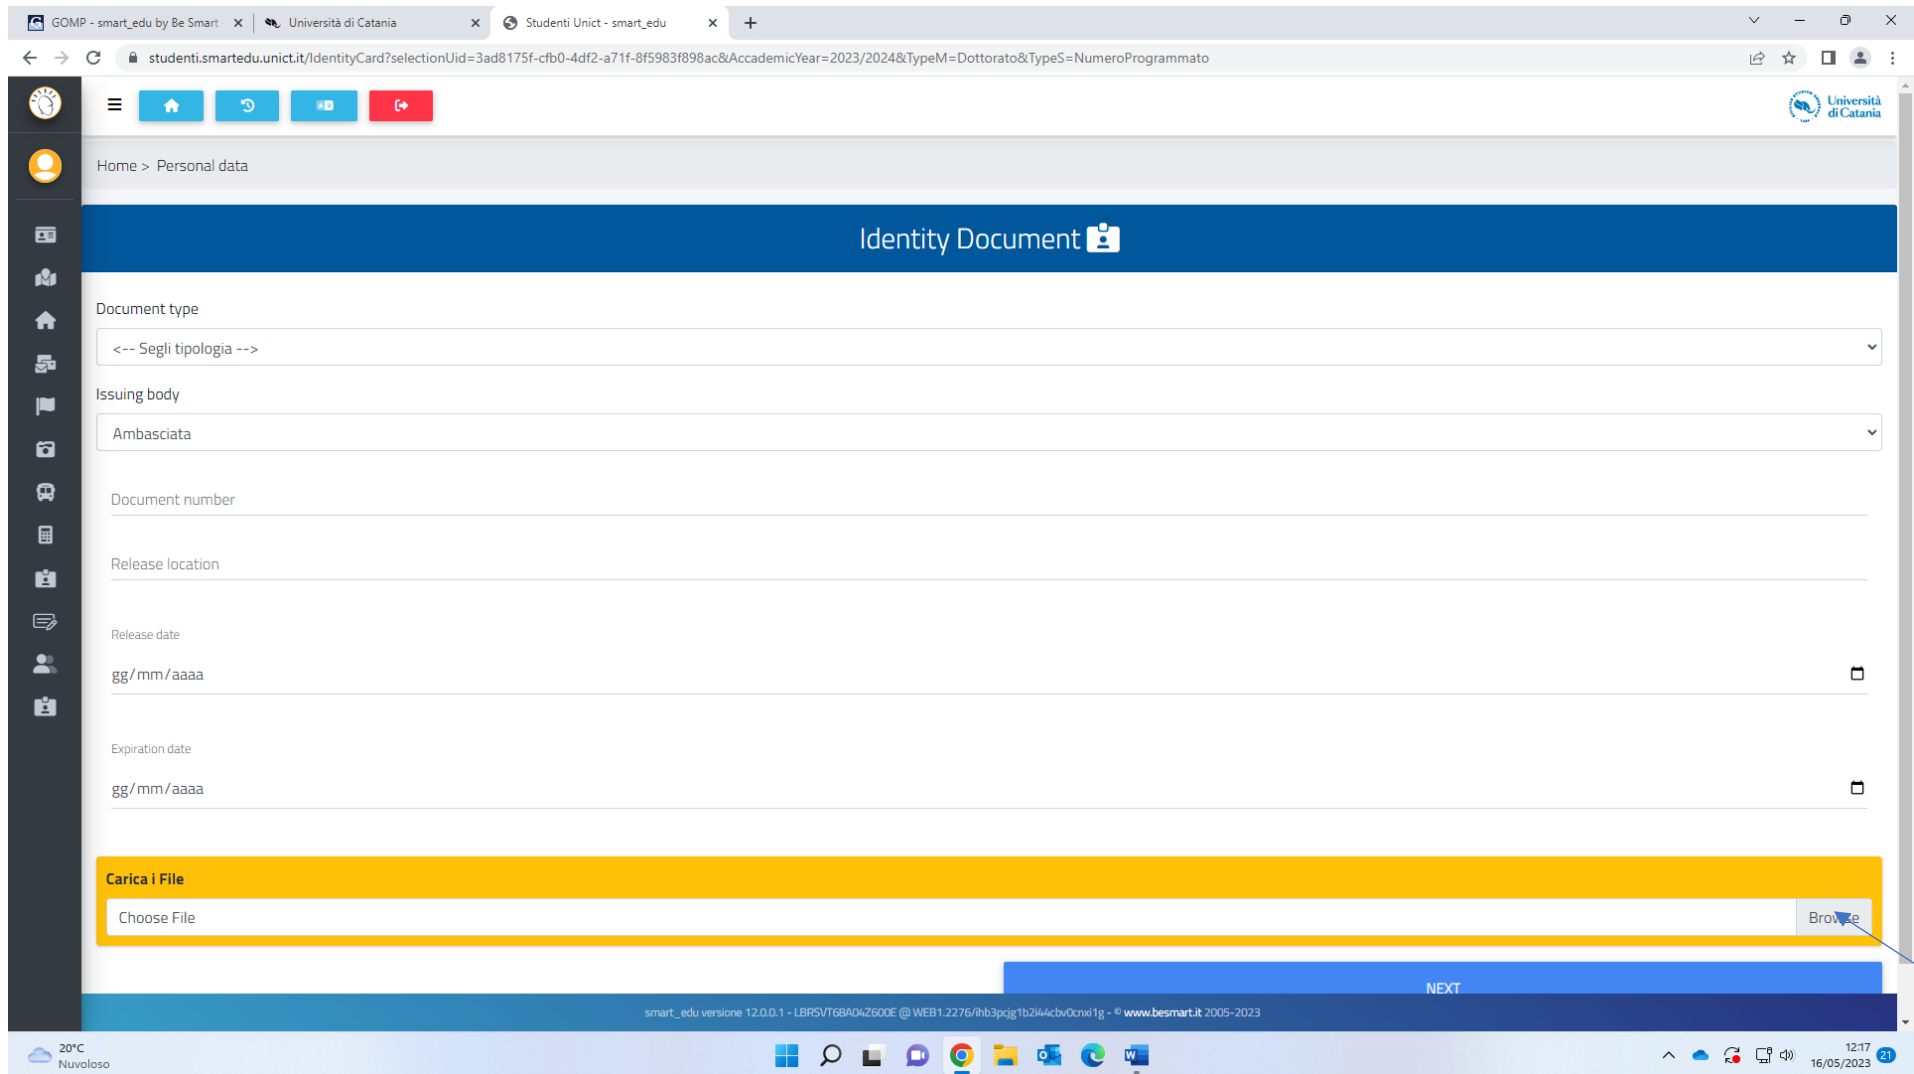 GOMP - smart_edu by Be Smart -
Università di Catania
Studenti Unict - smart_edu
studenti.smartedu.unict.it/IdentityCard?selectionUid=3ad8175f-cfb0-4df2-a71f-8f5983f898ac&AccademicYear=2023/2024&TypeM=Dottorato&TypeS=NumeroProgrammato
Università
di Catania
Home > Personal data
Identity Document
Document type
<-- Segli tipologia -->
Issuing body
Ambasciata
Document number
Release location
Release date
gg/mm/aaaa
Expiration date
gg/mm/aaaa
Carica i File
Choose File
Browse
NEXT
smart_edu versione 12.0.0.1 - LBRSVT68A04Z600E @ WEB1.2276/ihb3pcjg1b2i44cbv0cnxi1g - © www.besmart.it 2005-2023
20°C
Nuvoloso
12:17
16/05/2023
21